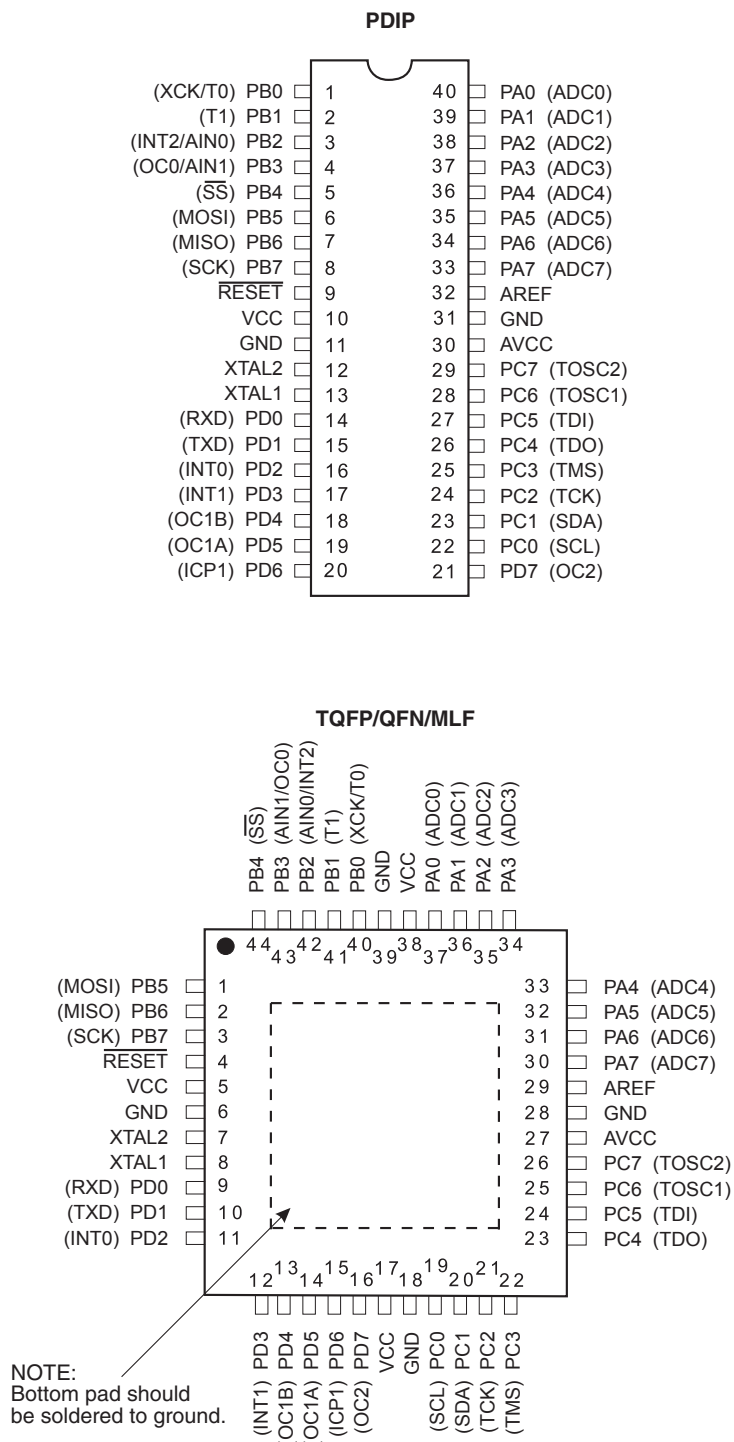 PDIP
(XCK/T0) PB0 1 40 PA0 (ADC0)
(T1) PB1 2 39 PA1 (ADC1)
(INT2/AIN0) PB2 3 38 PA2 (ADC2)
(OC0/AIN1) PB3 4 37 PA3 (ADC3)
(SS) PB4 5 36 PA4 (ADC4)
(MOSI) PB5 6 35 PA5 (ADC5)
(MISO) PB6 7 34 PA6 (ADC6)
(SCK) PB7 8 33 PA7 (ADC7)
RESET 9 32 AREF
VCC 10 31 GND
GND 11 30 AVCC
XTAL2 12 29 PC7 (TOSC2)
XTAL1 13 28 PC6 (TOSC1)
(RXD) PD0 14 27 PC5 (TDI)
(TXD) PD1 15 26 PC4 (TDO)
(INT0) PD2 16 25 PC3 (TMS)
(INT1) PD3 17 24 PC2 (TCK)
(OC1B) PD4 18 23 PC1 (SDA)
(OC1A) PD5 19 22 PC0 (SCL)
(ICP1) PD6 20 21 PD7 (OC2)
TQFP/QFN/MLF
PB4 (SS)
PB3 (AIN1/OC0)
PB2 (AIN0/INT2)
PB1 (T1)
PB0 (XCK/T0)
GND
VCC
PA0 (ADC0)
PA1 (ADC1)
PA2 (ADC2)
PA3 (ADC3)
44 43 42 41 40 39 38 37 36 35 34
(MOSI) PB5 1 33 PA4 (ADC4)
(MISO) PB6 2 32 PA5 (ADC5)
(SCK) PB7 3 31 PA6 (ADC6)
RESET 4 30 PA7 (ADC7)
VCC 5 29 AREF
GND 6 28 GND
XTAL2 7 27 AVCC
XTAL1 8 26 PC7 (TOSC2)
(RXD) PD0 9 25 PC6 (TOSC1)
(TXD) PD1 10 24 PC5 (TDI)
(INT0) PD2 11 23 PC4 (TDO)
12 13 14 15 16 17 18 19 20 21 22
(INT1) PD3
(OC1B) PD4
(OC1A) PD5
(ICP1) PD6
(OC2) PD7
VCC
GND
(SCL) PC0
(SDA) PC1
(TCK) PC2
(TMS) PC3
NOTE:
Bottom pad should
be soldered to ground.